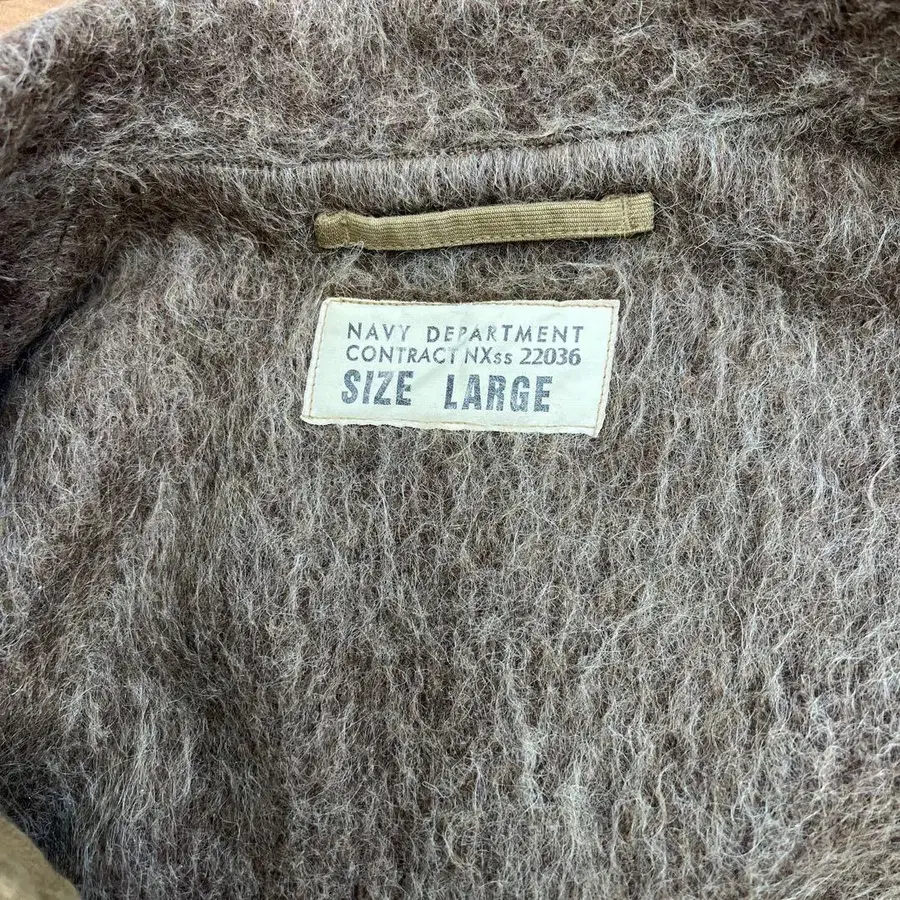 NAVY DEPARTMENT
CONTRACT NXss 22036
SIZE LARGE